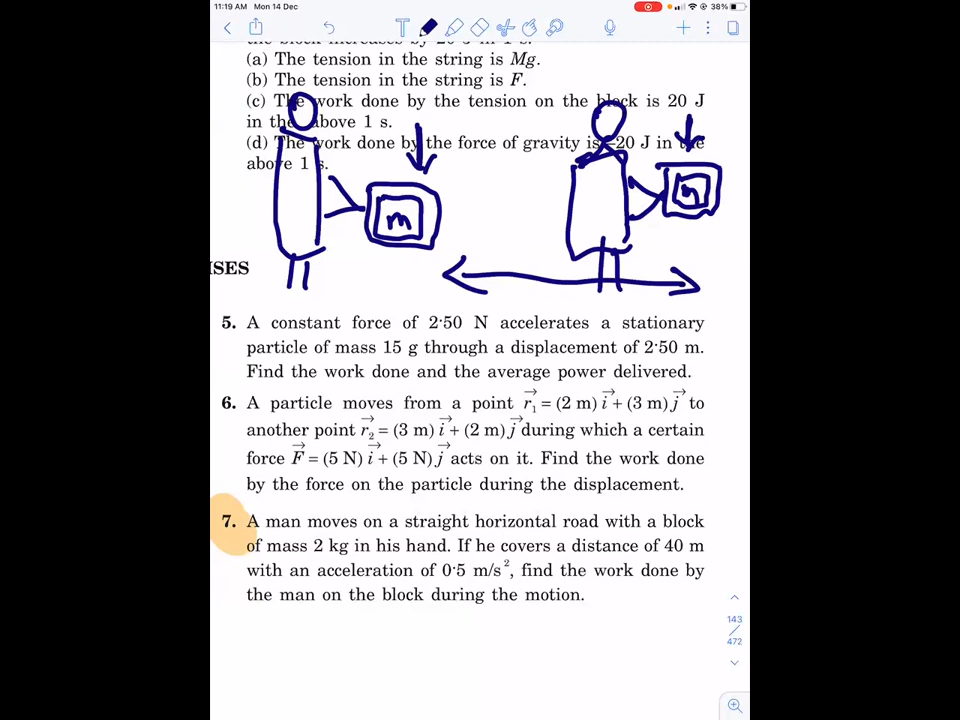 11:19 AM Mon 14 Dec
38%
the block increases by 20 J in 1 s.
(a) The tension in the string is Mg.
(b) The tension in the string is F.
(c) The work done by the tension on the block is 20 J
in the above 1 s.
(d) The work done by the force of gravity is –20 J in the
above 1 s.
m
m
ISES
5. A constant force of 2·50 N accelerates a stationary
particle of mass 15 g through a displacement of 2·50 m.
Find the work done and the average power delivered.
6. A particle moves from a point r⃗₁ = (2 m) i⃗ + (3 m) j⃗ to
another point r⃗₂ = (3 m) i⃗ + (2 m) j⃗ during which a certain
force F⃗ = (5 N) i⃗ + (5 N) j⃗ acts on it. Find the work done
by the force on the particle during the displacement.
7. A man moves on a straight horizontal road with a block
of mass 2 kg in his hand. If he covers a distance of 40 m
with an acceleration of 0·5 m/s², find the work done by
the man on the block during the motion.
143
/
472